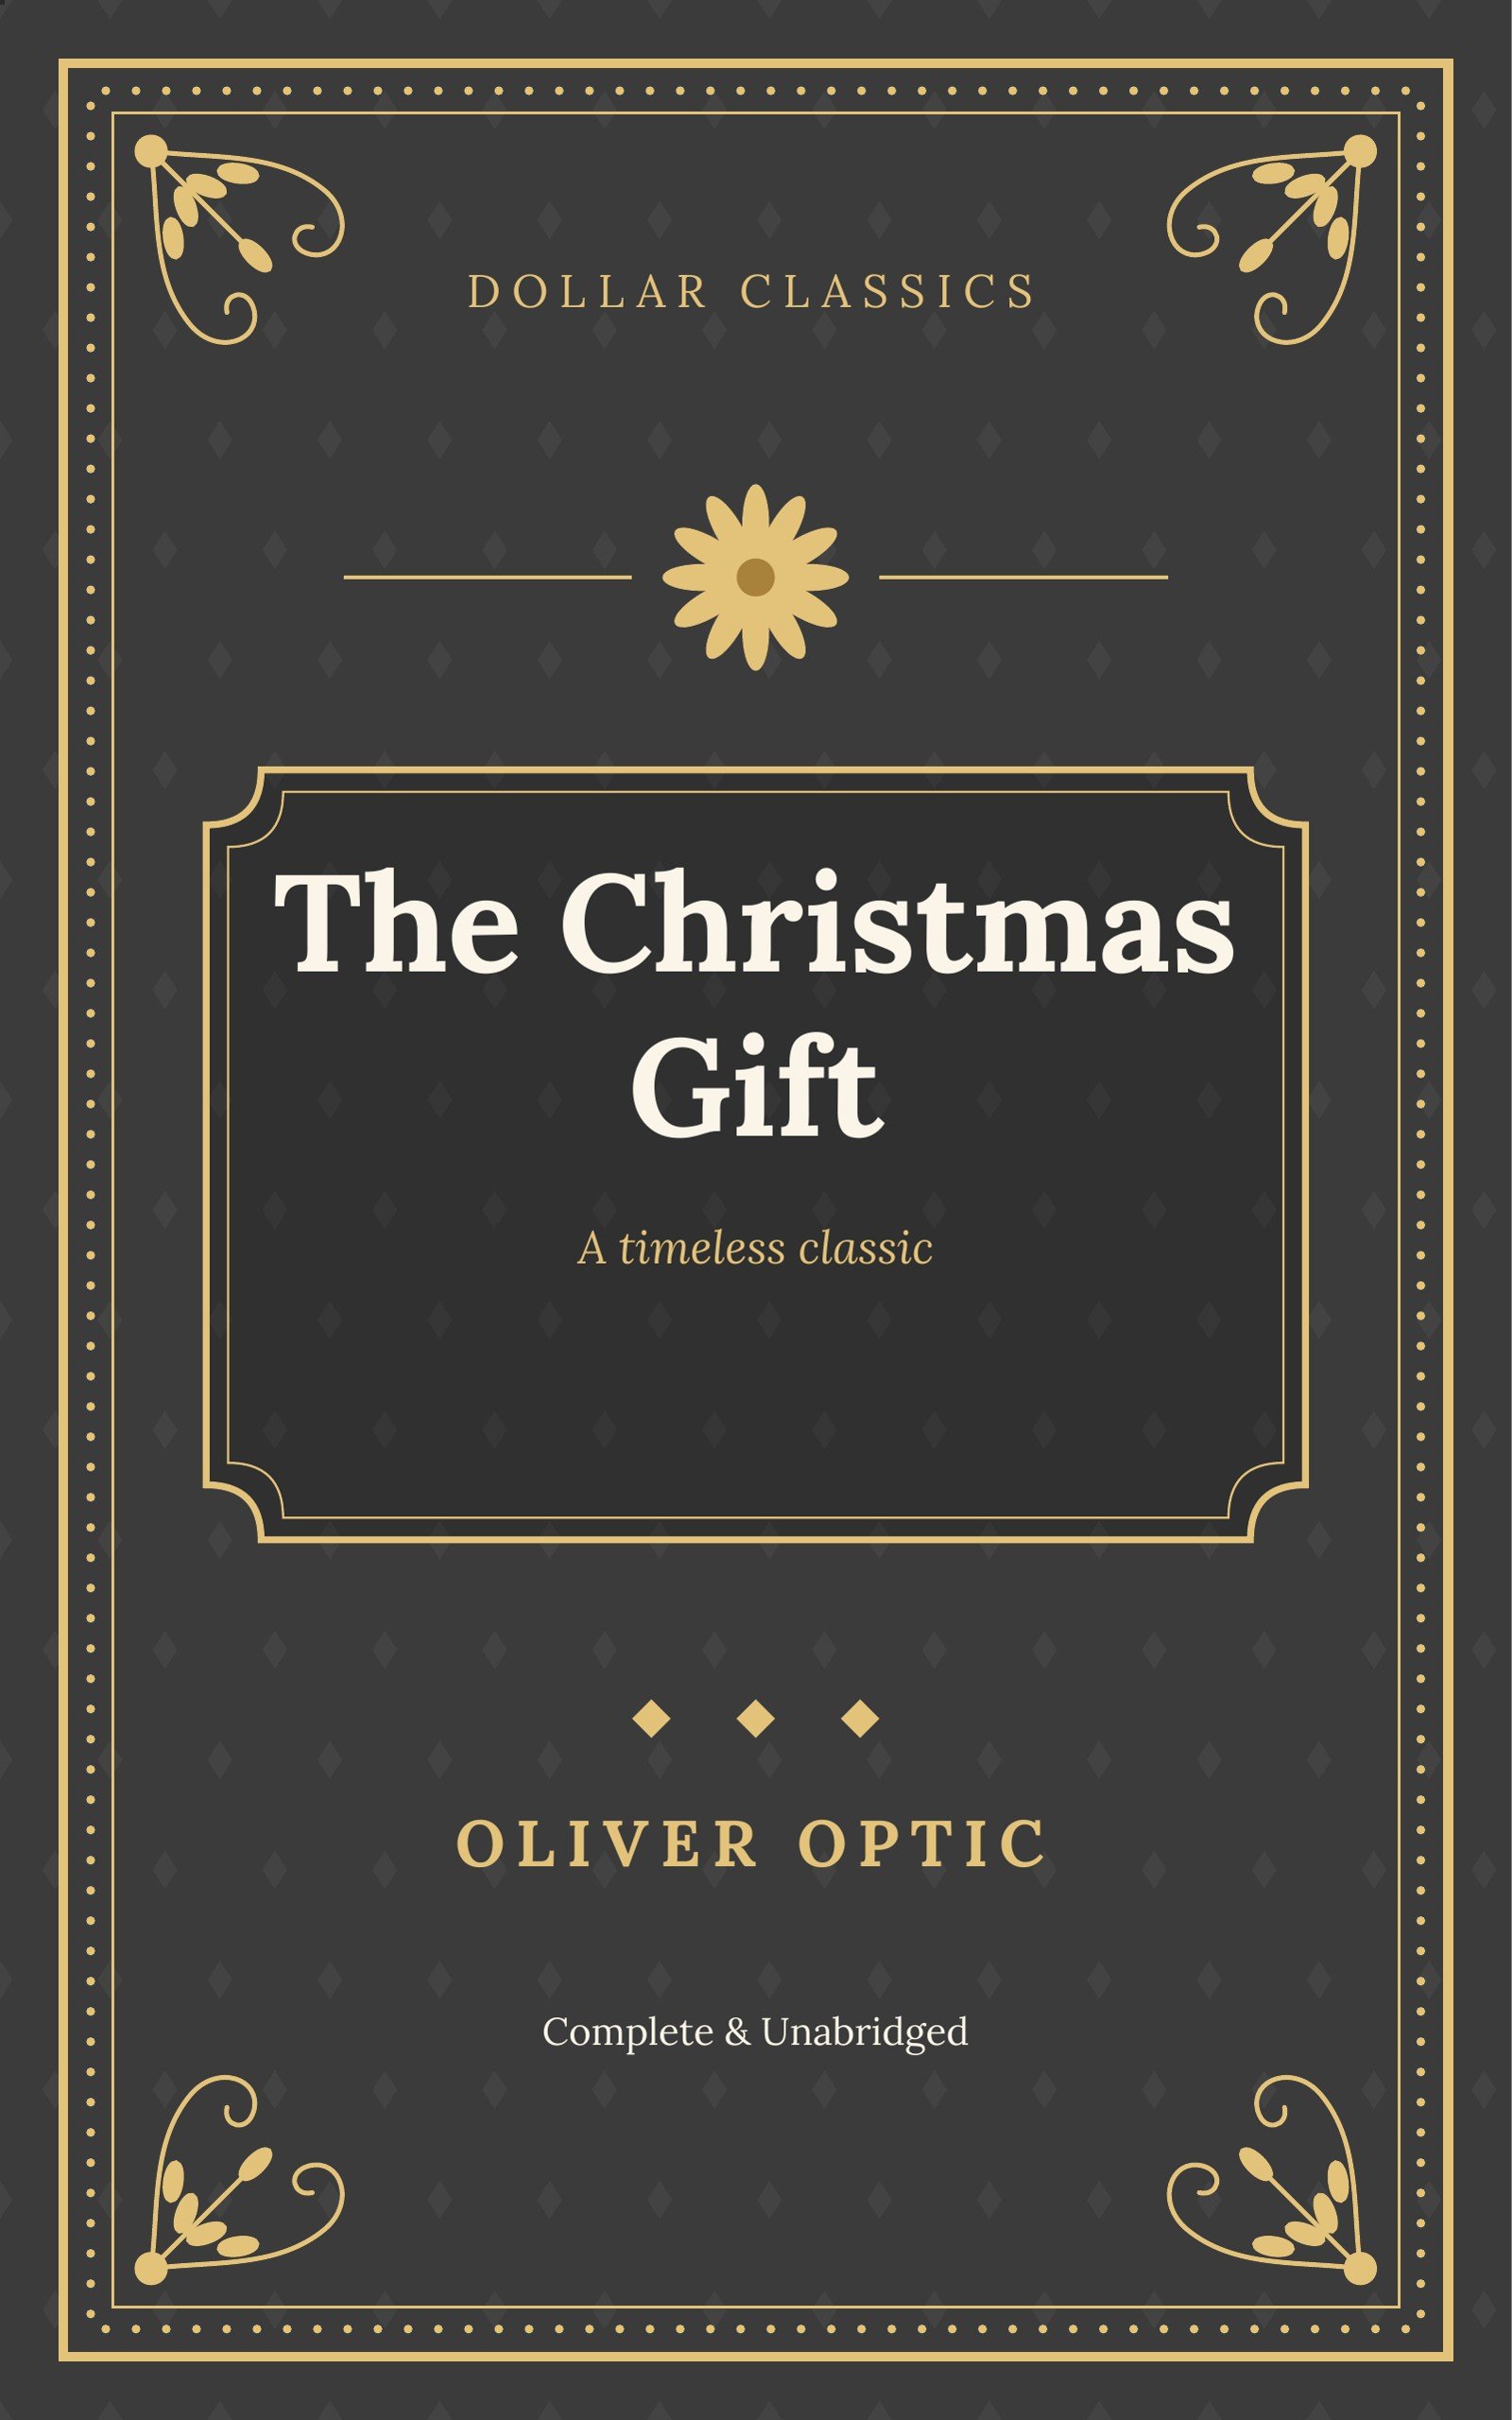 DOLLAR CLASSICS
The Christmas
Gift
A timeless classic
OLIVER OPTIC
Complete & Unabridged